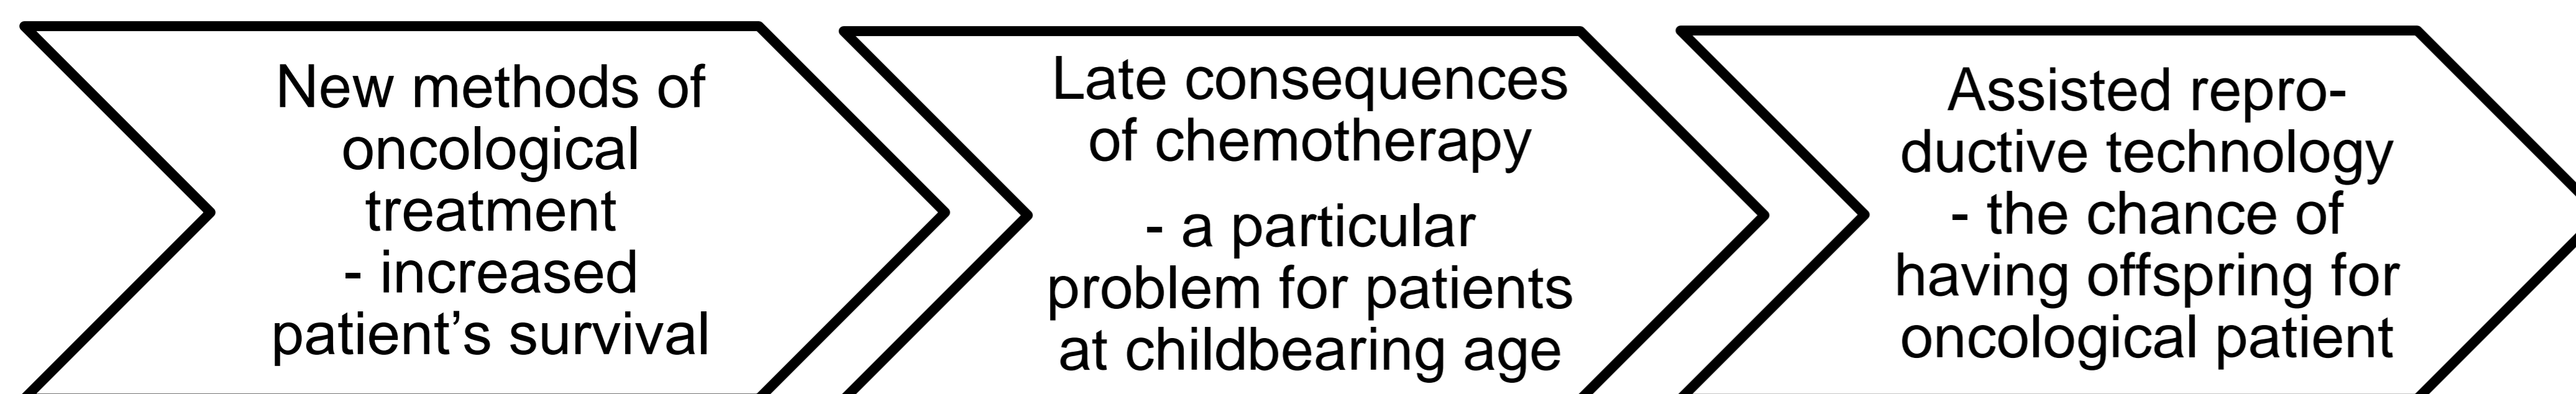 New methods of
oncological
treatment
- increased
patient’s survival
Late consequences
of chemotherapy
- a particular
problem for patients
at childbearing age
Assisted repro-
ductive technology
- the chance of
having offspring for
oncological patient